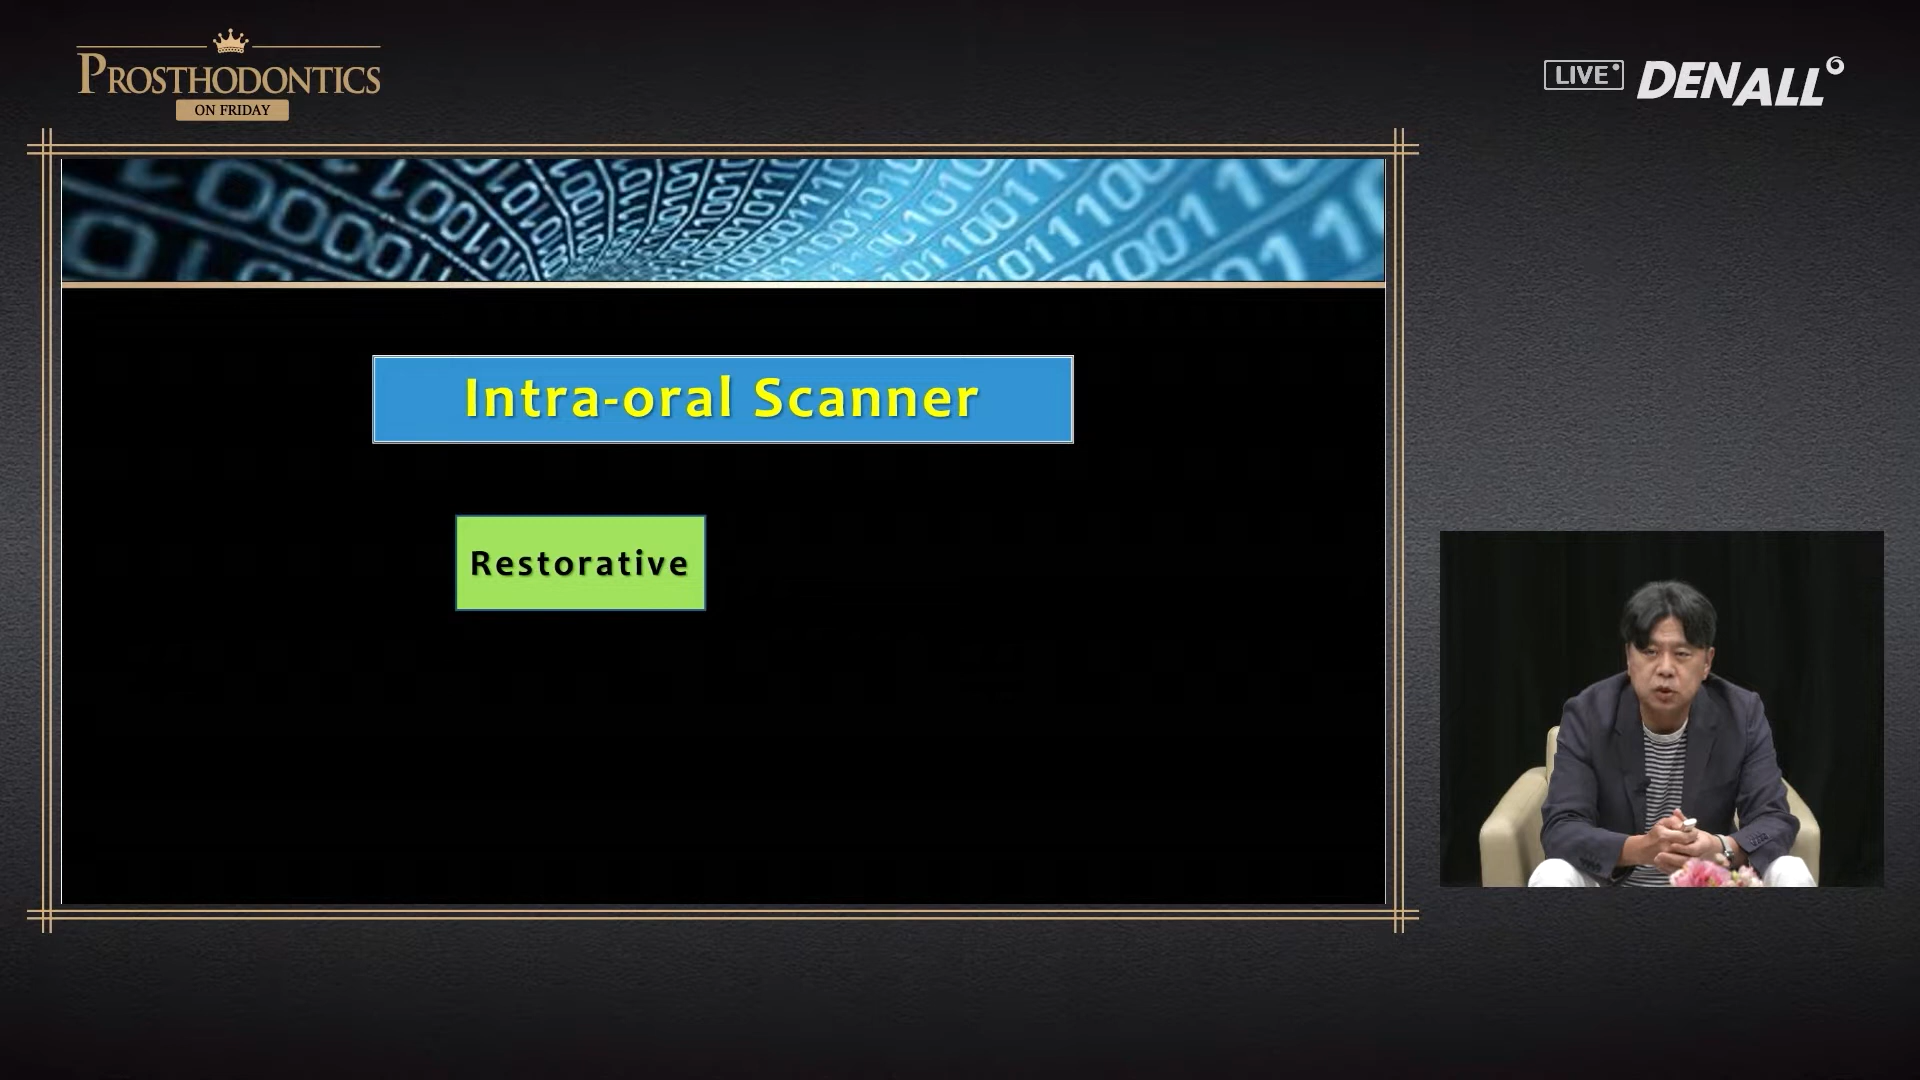 PROSTHODONTICS
ON FRIDAY
LIVE
DENALL
Intra-oral Scanner
Restorative